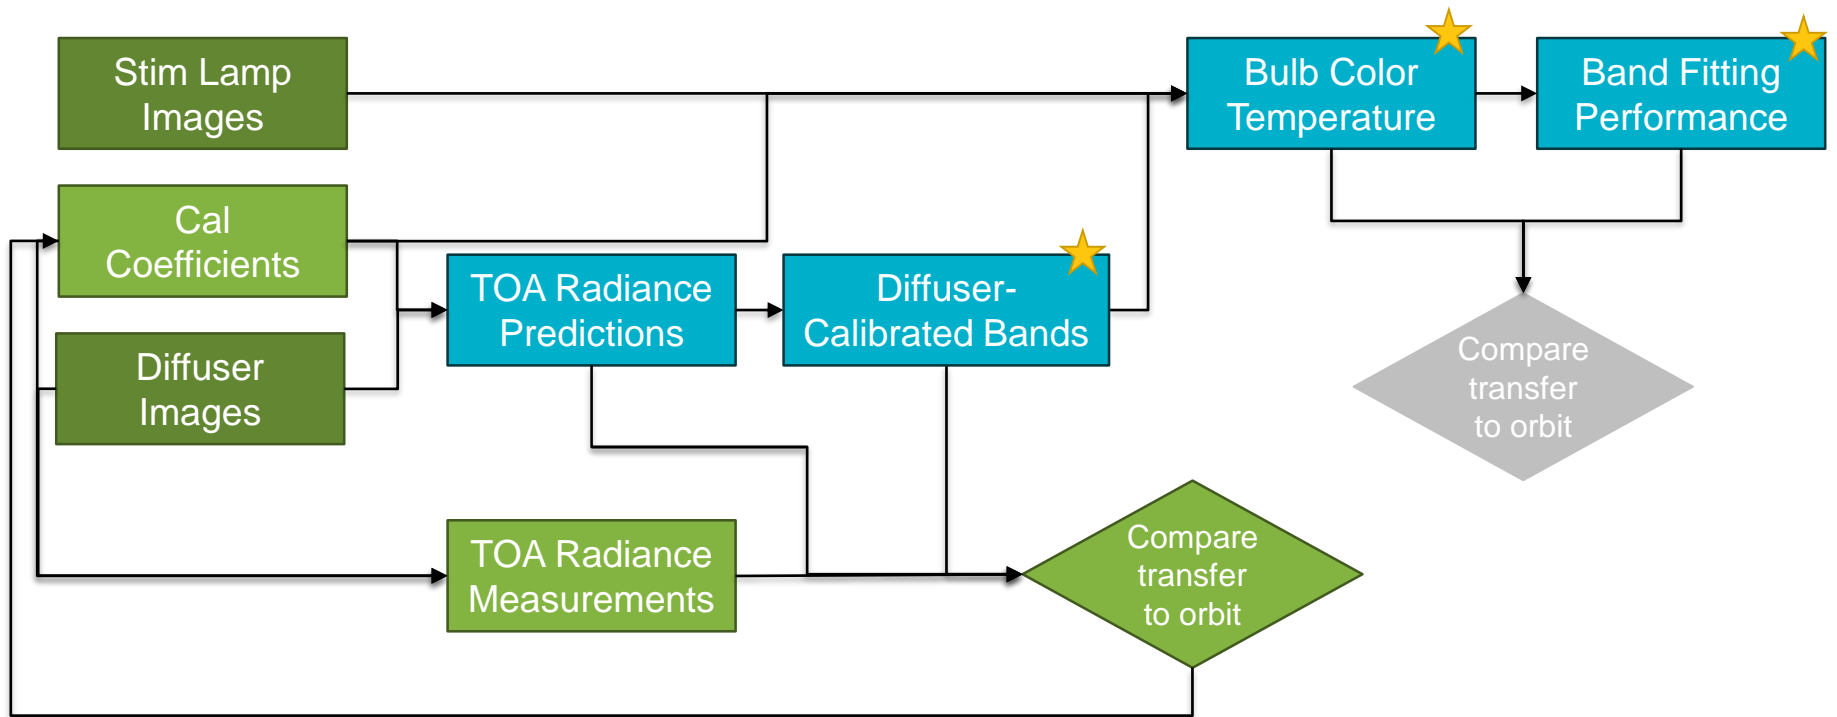 Stim Lamp
Images
Bulb Color
Temperature
Band Fitting
Performance
Cal
Coefficients
TOA Radiance
Predictions
Diffuser-
Calibrated Bands
Diffuser
Images
Compare
transfer
to orbit
TOA Radiance
Measurements
Compare
transfer
to orbit